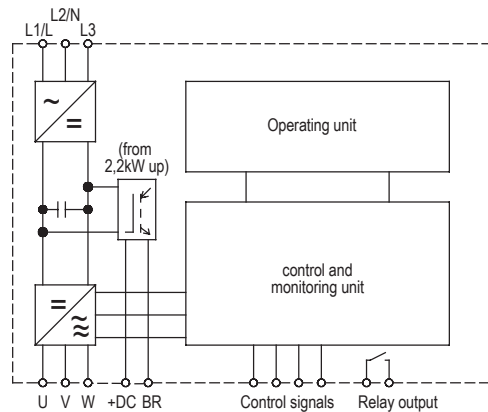 L2/N
L1/L L3
~
=
Operating unit
(from
2,2kW up)
control and
monitoring unit
=
≈
U V W +DC BR Control signals Relay output